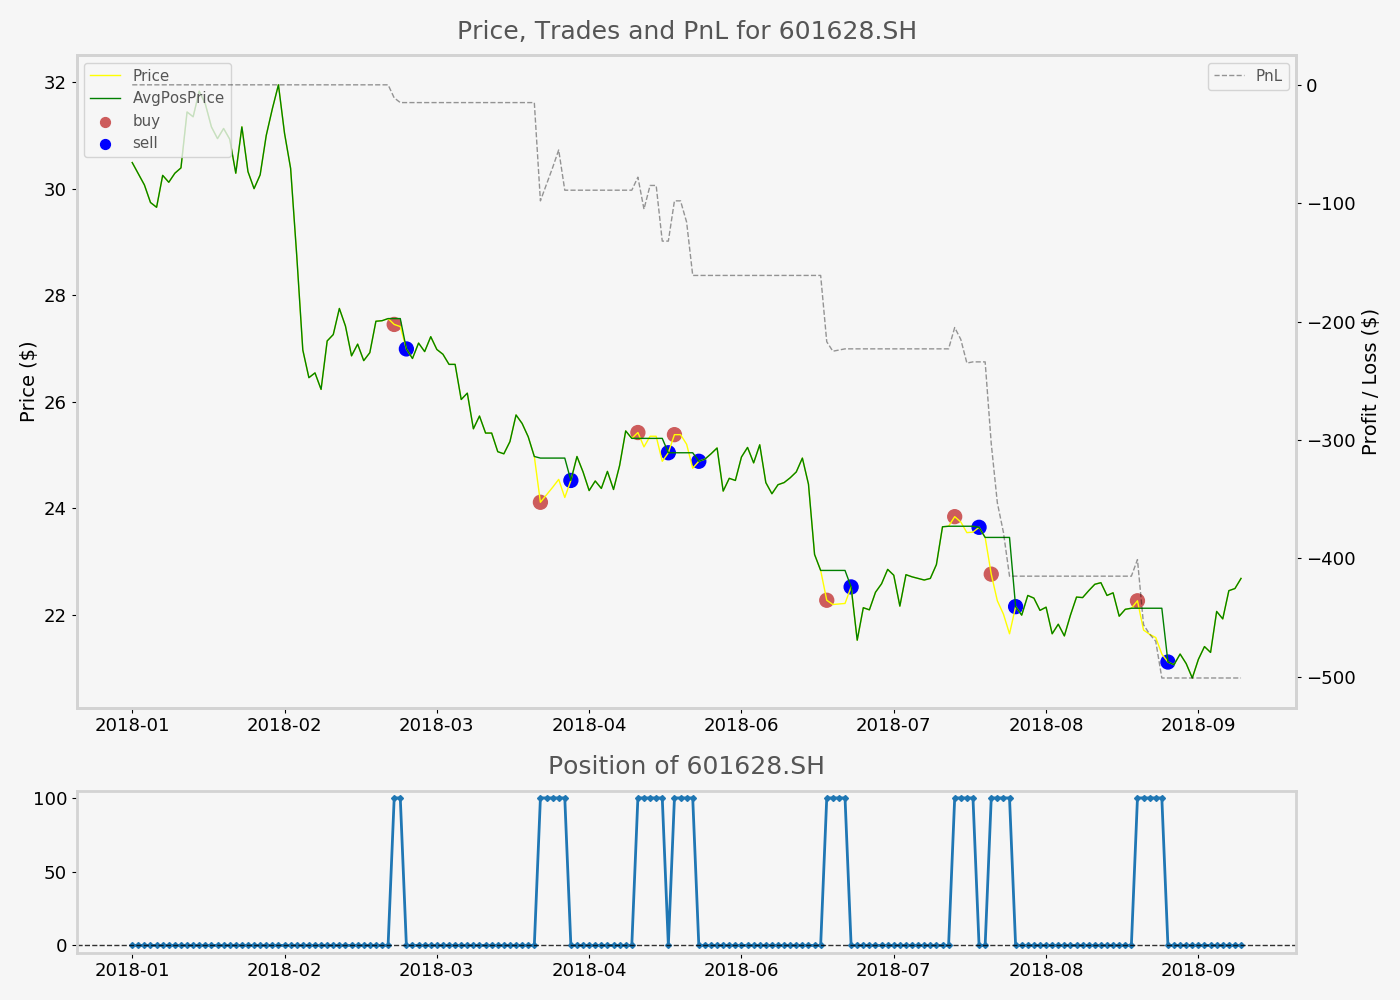 Price, Trades and PnL for 601628.SH
Price
AvgPosPrice
buy
sell
PnL
32
30
28
26
24
22
Price ($)
0
−100
−200
−300
−400
−500
Profit / Loss ($)
2018-01 2018-02 2018-03 2018-04 2018-06 2018-07 2018-08 2018-09
Position of 601628.SH
100
50
0
2018-01 2018-02 2018-03 2018-04 2018-06 2018-07 2018-08 2018-09